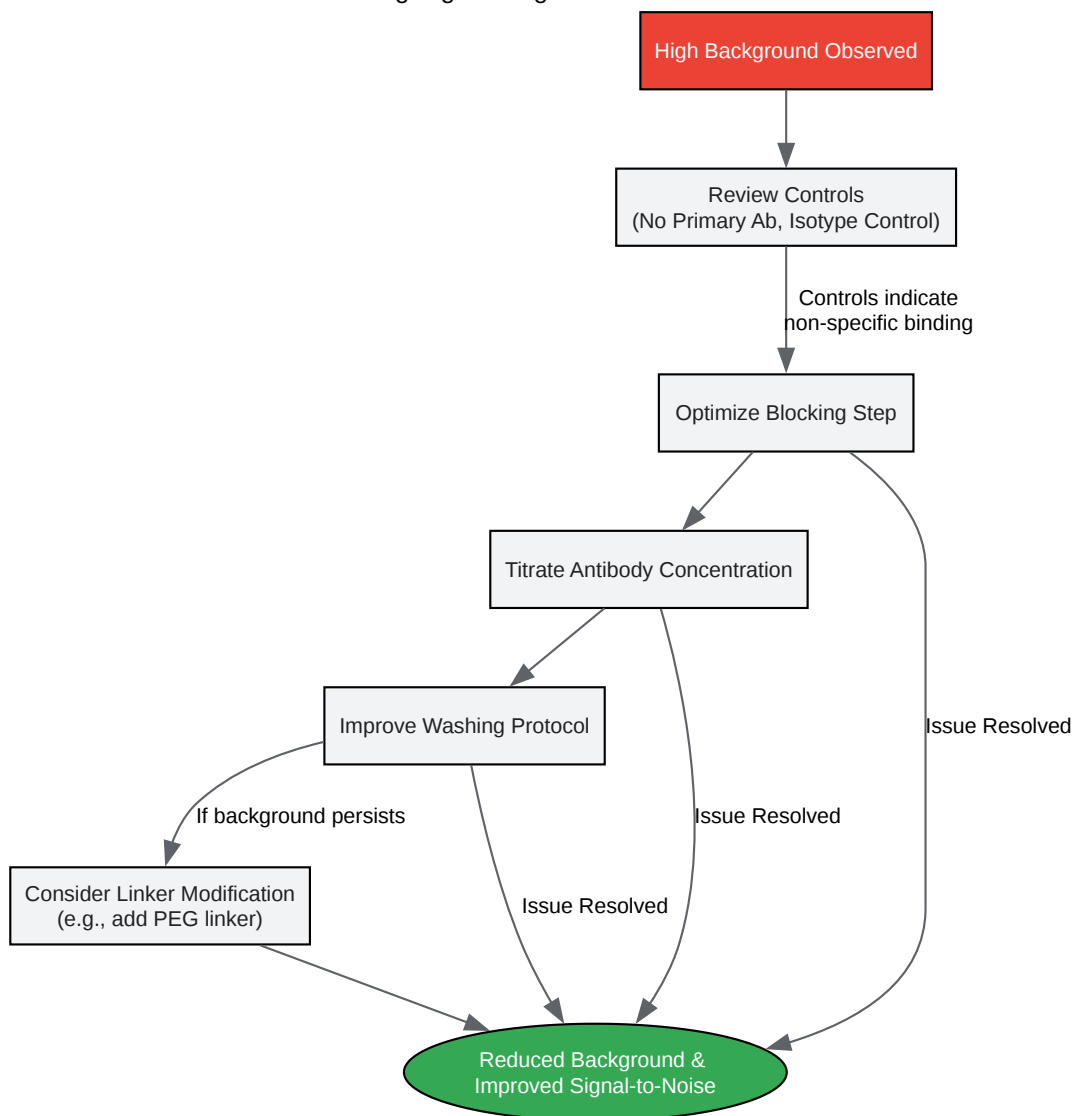 High Background Observed
Review Controls
(No Primary Ab, Isotype Control)
Controls indicate
non-specific binding
Optimize Blocking Step
Titrate Antibody Concentration
Improve Washing Protocol
Issue Resolved
If background persists
Issue Resolved
Consider Linker Modification
(e.g., add PEG linker)
Issue Resolved
Reduced Background &
Improved Signal-to-Noise